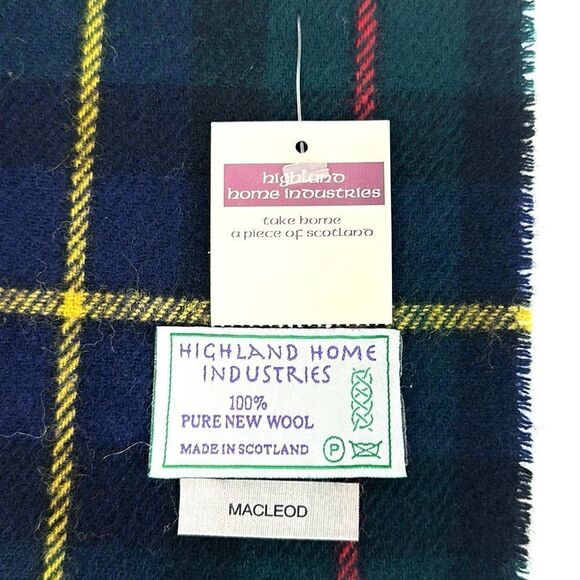 highland
home industries
take home
a piece of scotland
HIGHLAND HOME
INDUSTRIES
100%
PURE NEW WOOL
MADE IN SCOTLAND P
MACLEOD